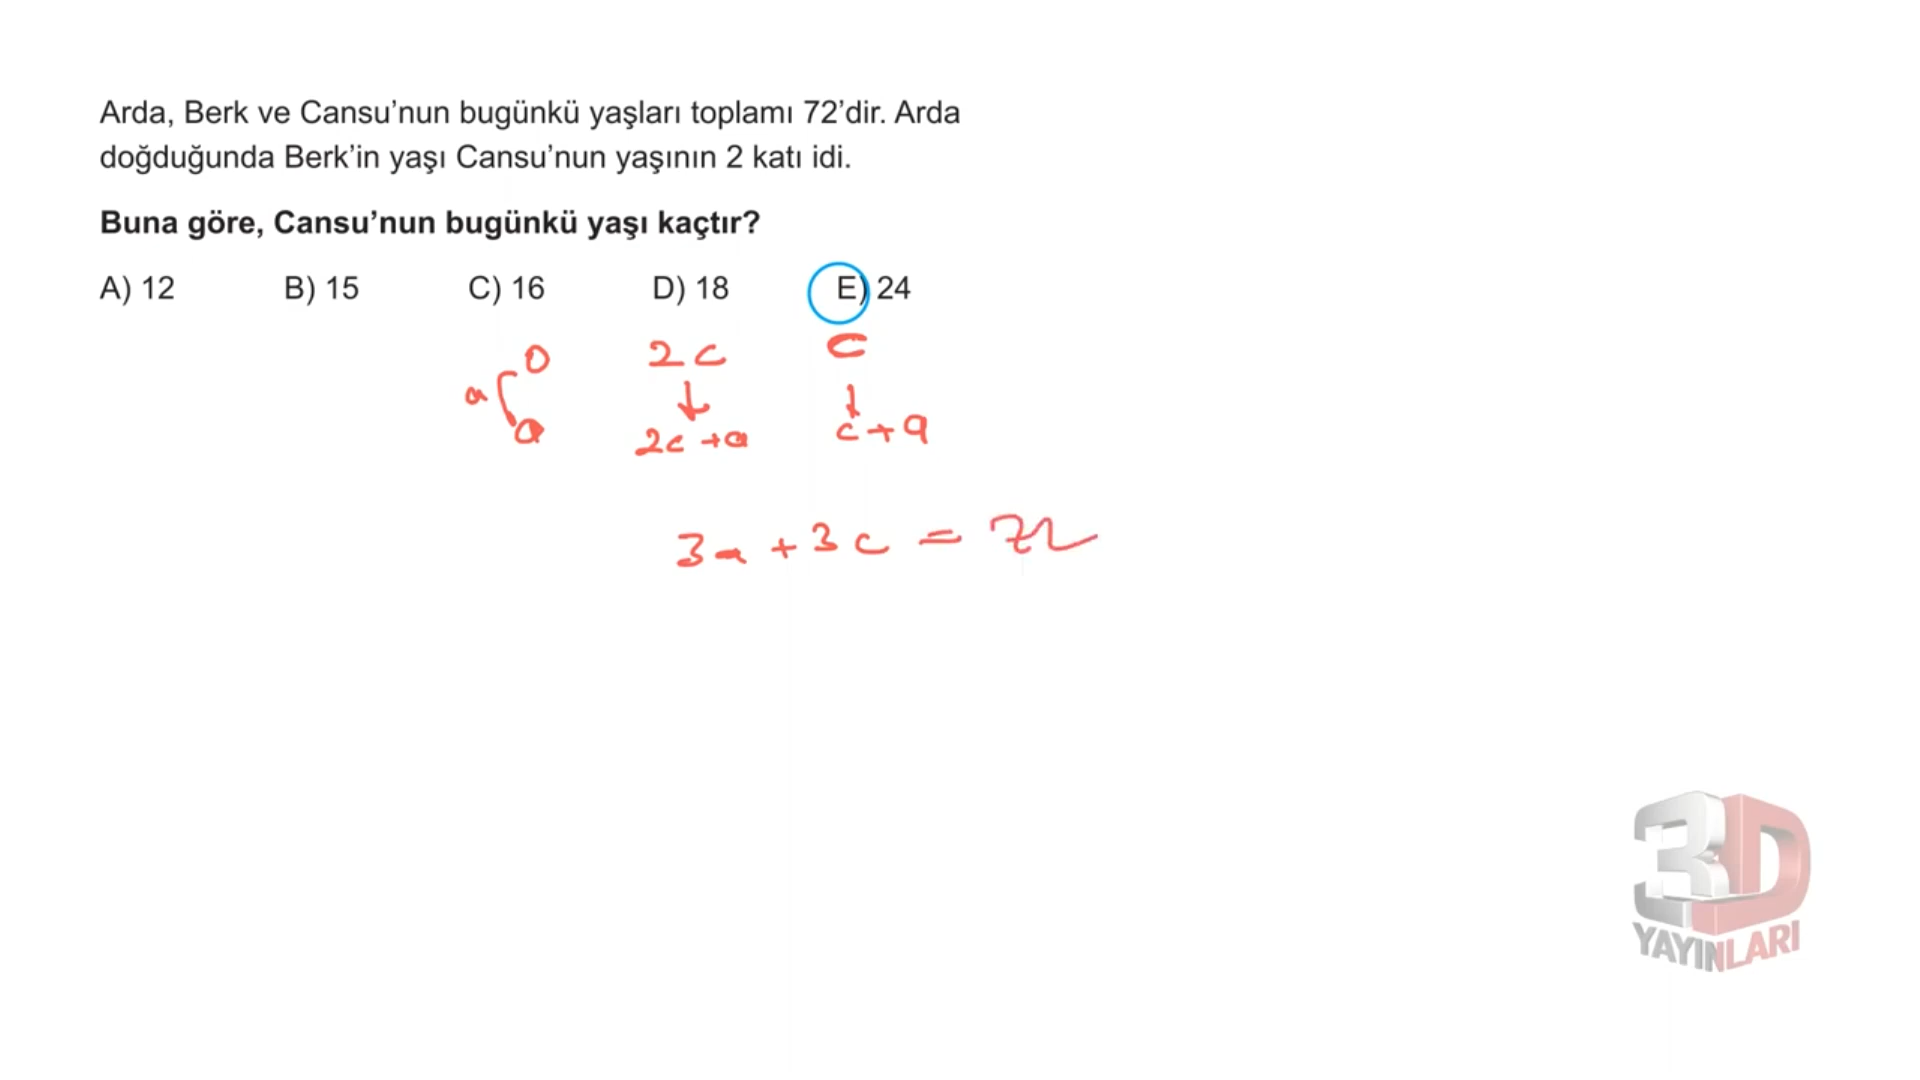 Arda, Berk ve Cansu’nun bugünkü yaşları toplamı 72’dir. Arda
doğduğunda Berk’in yaşı Cansu’nun yaşının 2 katı idi.
Buna göre, Cansu’nun bugünkü yaşı kaçtır?
A) 12 B) 15 C) 16 D) 18 E) 24
0 2c c
a
a 2c+a c+a
3a + 3c = 72
3D
YAYINLARI